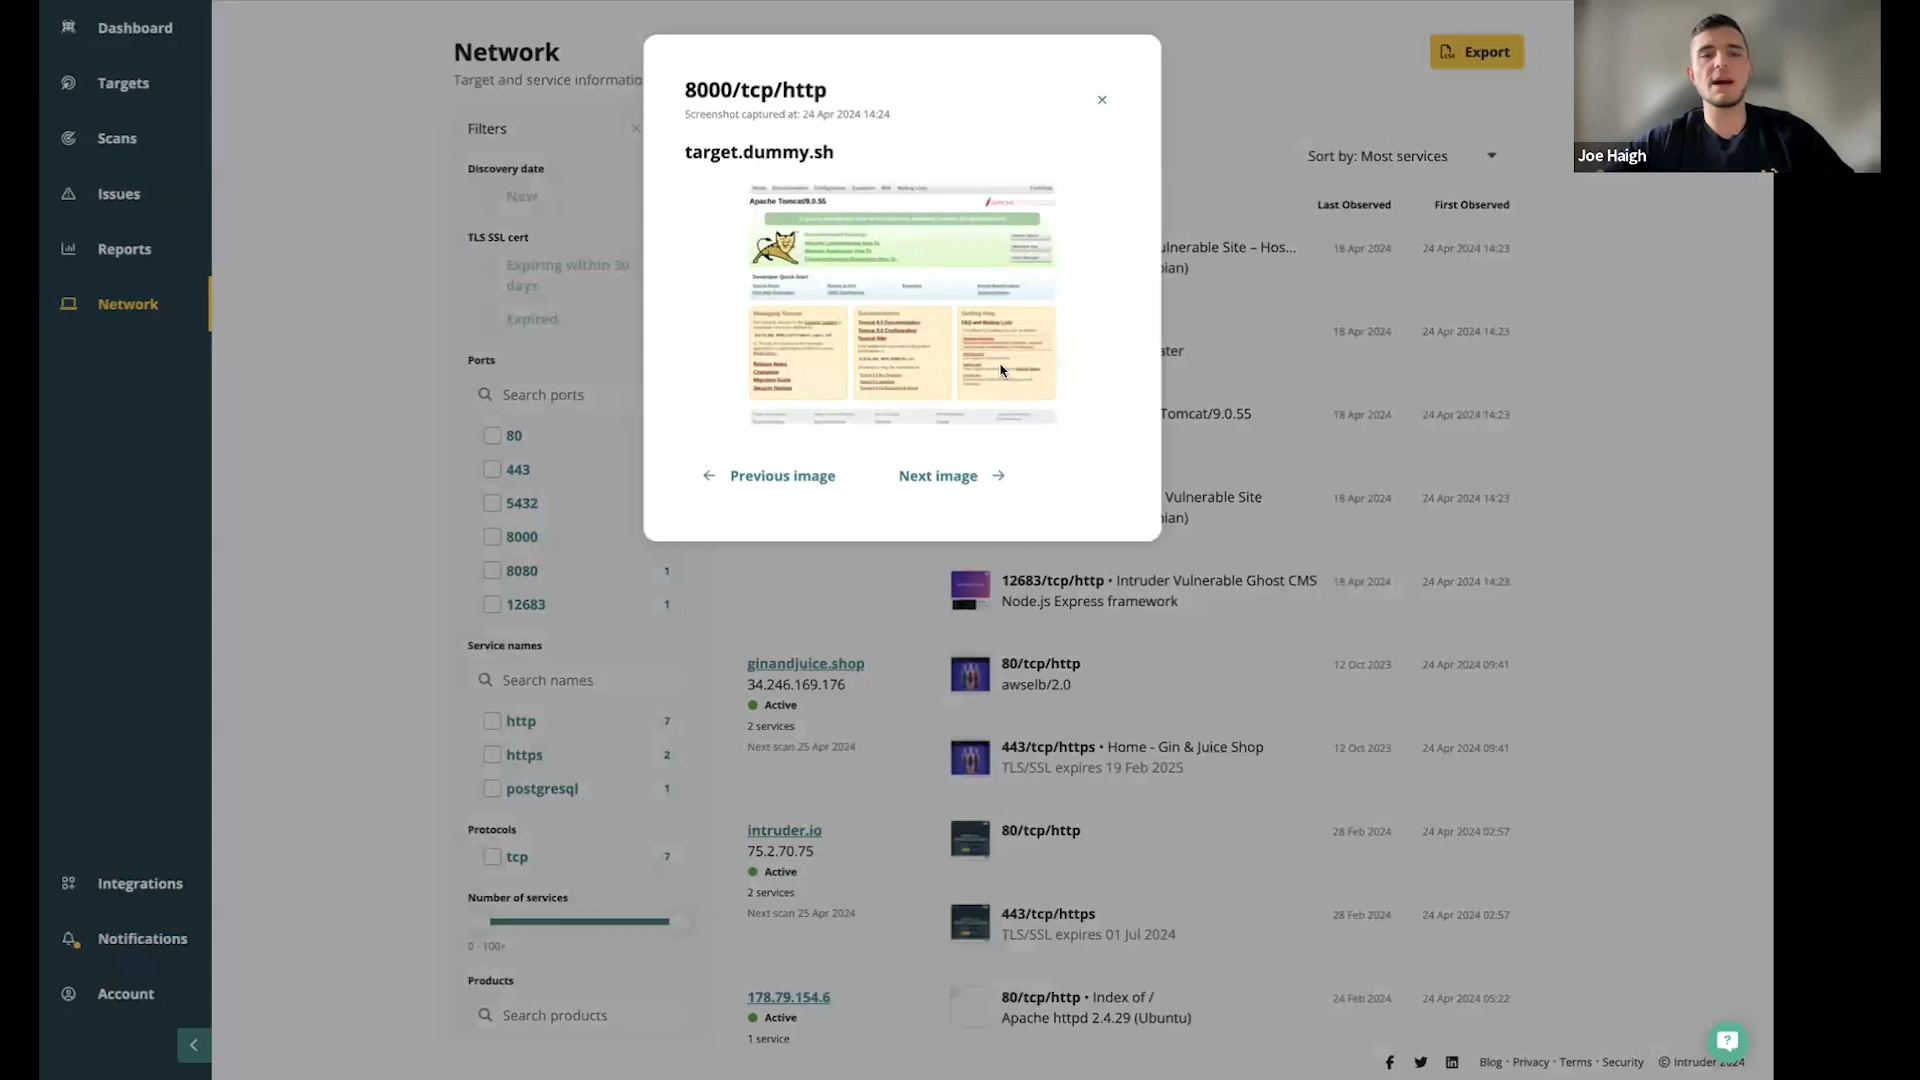 Dashboard
Targets
Scans
Issues
Reports
Network
Integrations
Notifications
Account
Network
Target and service informatio
Export
Joe Haigh
Filters
Discovery date
New
TLS SSL cert
Expiring within 30
days
Expired
Ports
Search ports
80
443
5432
8000
8080 1
12683 1
Service names
Search names
http 7
https 2
postgresql 1
Protocols
tcp 7
Number of services
0 - 100+
Products
Search products
8000/tcp/http
Screenshot captured at: 24 Apr 2024 14:24
target.dummy.sh
Apache Tomcat/9.0.55
Developer Quick Start
Managing Tomcat
Documentation
Getting Help
Previous image
Next image
Sort by: Most services
Last Observed First Observed
ulnerable Site – Hos... 18 Apr 2024 24 Apr 2024 14:23
ian)
18 Apr 2024 24 Apr 2024 14:23
ater
Tomcat/9.0.55 18 Apr 2024 24 Apr 2024 14:23
Vulnerable Site 18 Apr 2024 24 Apr 2024 14:23
ian)
12683/tcp/http • Intruder Vulnerable Ghost CMS 18 Apr 2024 24 Apr 2024 14:23
Node.js Express framework
ginandjuice.shop
34.246.169.176
Active
2 services
Next scan 25 Apr 2024
80/tcp/http 12 Oct 2023 24 Apr 2024 09:41
awselb/2.0
443/tcp/https • Home - Gin & Juice Shop 12 Oct 2023 24 Apr 2024 09:41
TLS/SSL expires 19 Feb 2025
intruder.io
75.2.70.75
Active
2 services
Next scan 25 Apr 2024
80/tcp/http 28 Feb 2024 24 Apr 2024 02:57
443/tcp/https 28 Feb 2024 24 Apr 2024 02:57
TLS/SSL expires 01 Jul 2024
178.79.154.6
Active
1 service
80/tcp/http • Index of / 24 Feb 2024 24 Apr 2024 05:22
Apache httpd 2.4.29 (Ubuntu)
Blog · Privacy · Terms · Security © Intruder 2024